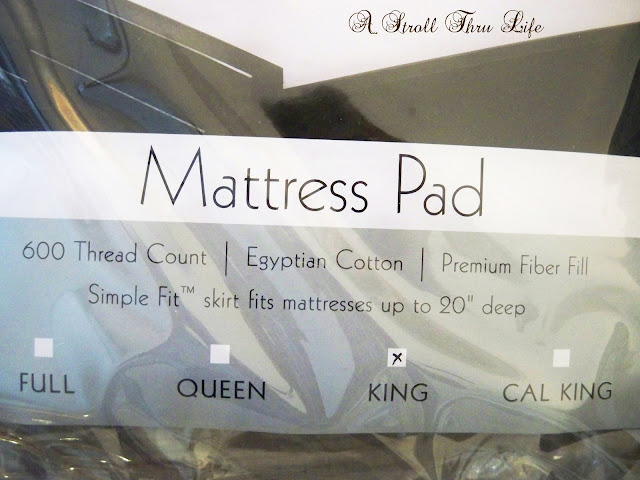 A Stroll Thru Life
Mattress Pad
600 Thread Count | Egyptian Cotton | Premium Fiber Fill
Simple Fit™ skirt fits mattresses up to 20" deep
FULL QUEEN KING CAL KING